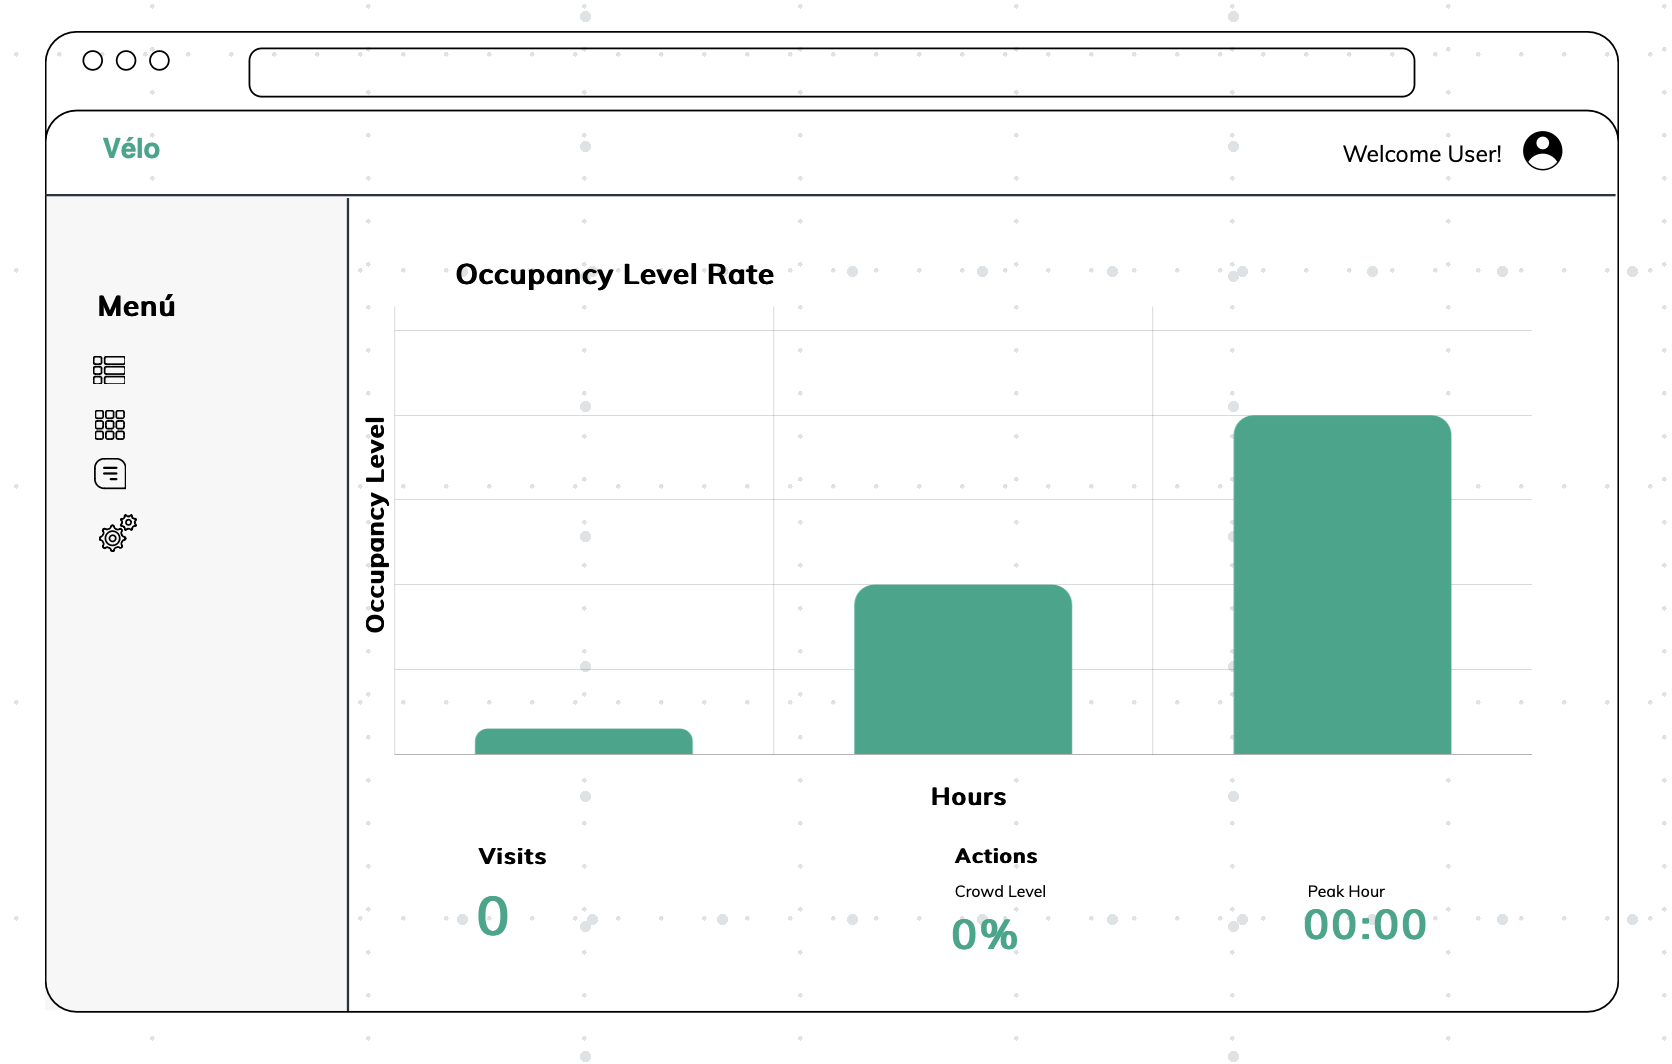 Vélo
Welcome User!
Menú
Occupancy Level Rate
Occupancy Level
Hours
Visits
0
Actions
Crowd Level
0%
Peak Hour
00:00